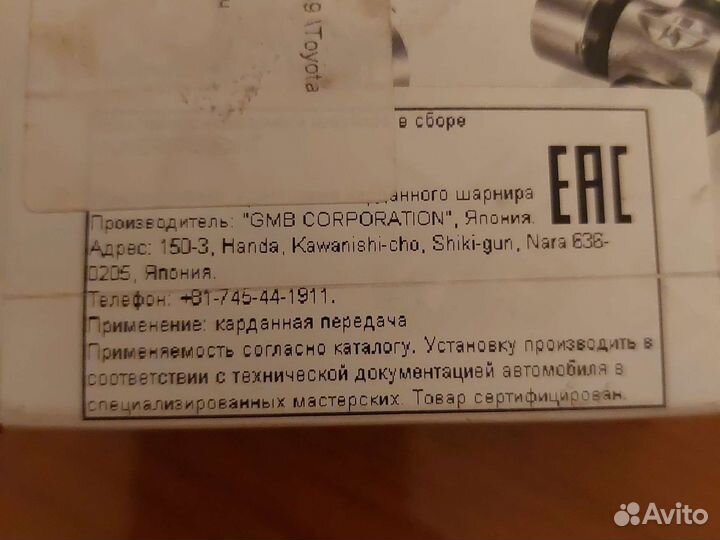 9 \Toyota
в сборе
карданного шарнира
EAC
Производитель: "GMB CORPORATION", Япония.
Адрес: 150-3, Handa, Kawanishi-cho, Shiki-gun, Nara 636-
0205, Япония.
Телефон: +81-745-44-1911.
Применение: карданная передача
Применяемость согласно каталогу. Установку производить в
соответствии с технической документацией автомобиля в
специализированных мастерских. Товар сертифицирован.
Avito